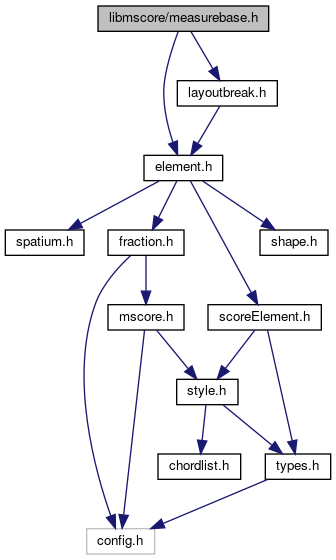 libmscore/measurebase.h
layoutbreak.h
element.h
spatium.h
fraction.h
shape.h
mscore.h
scoreElement.h
style.h
chordlist.h
types.h
config.h